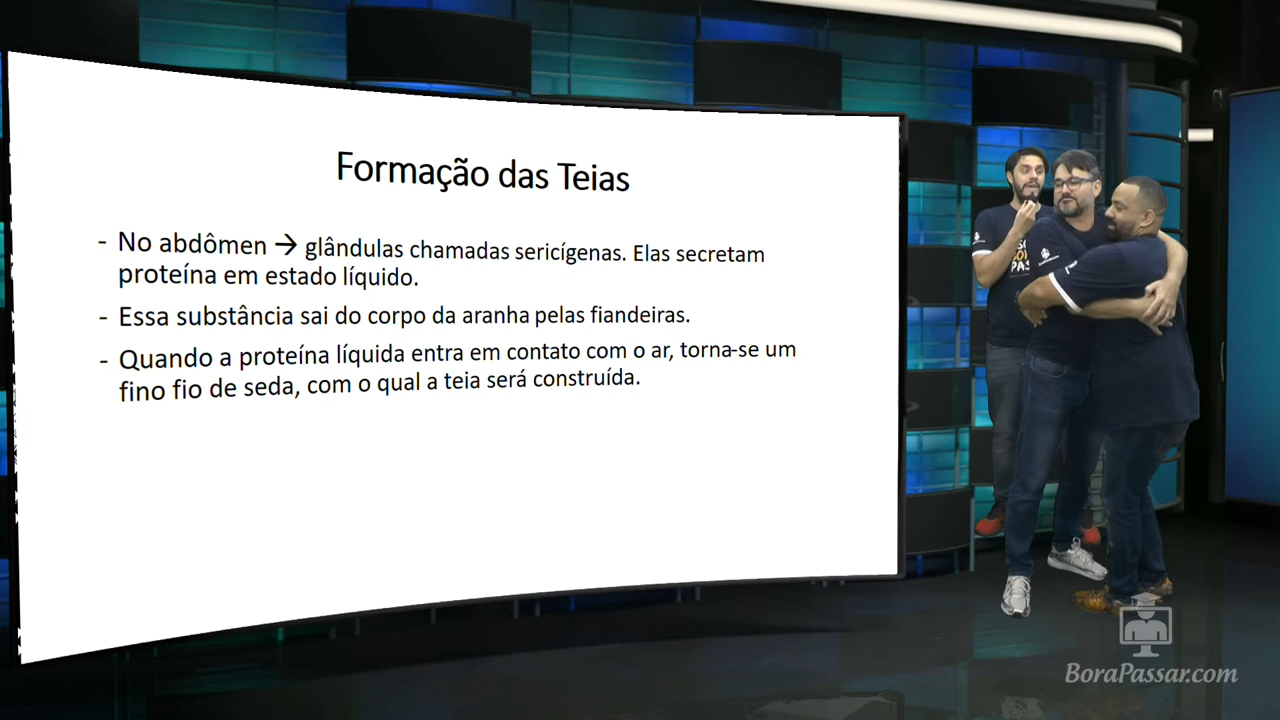 Formação das Teias
- No abdômen → glândulas chamadas sericígenas. Elas secretam
proteína em estado líquido.
- Essa substância sai do corpo da aranha pelas fiandeiras.
- Quando a proteína líquida entra em contato com o ar, torna-se um
fino fio de seda, com o qual a teia será construída.
BoraPassar.com